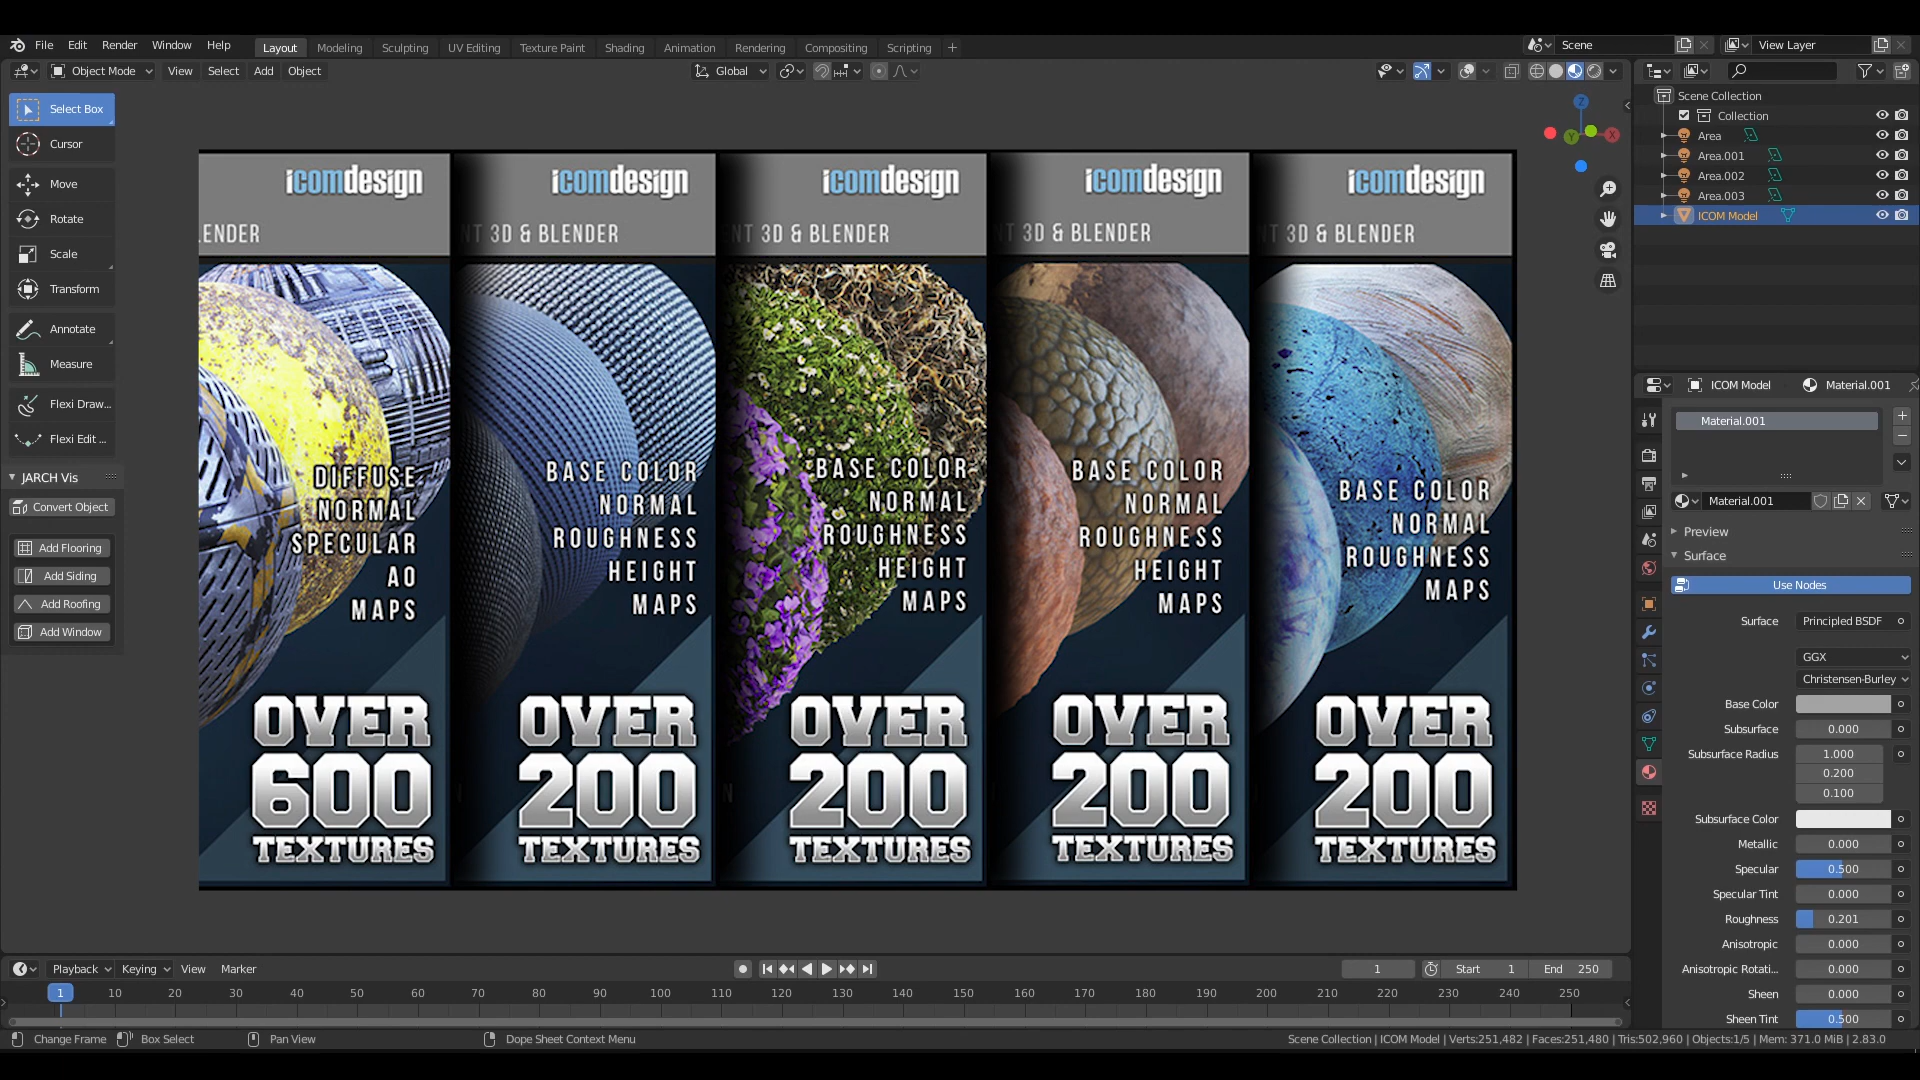 File Edit Render Window Help
Layout Modeling Sculpting UV Editing Texture Paint Shading Animation Rendering Compositing Scripting +
Scene
View Layer
Object Mode View Select Add Object
Global
Select Box
Cursor
Move
Rotate
Scale
Transform
Annotate
Measure
Flexi Draw...
Flexi Edit ...
JARCH Vis
Convert Object
Add Flooring
Add Siding
Add Roofing
Add Window
icomdesign
LENDER
DIFFUSE
NORMAL
SPECULAR
AO
MAPS
OVER
600
TEXTURES
icomdesign
NT 3D & BLENDER
BASE COLOR
NORMAL
ROUGHNESS
HEIGHT
MAPS
OVER
200
TEXTURES
icomdesign
NT 3D & BLENDER
BASE COLOR
NORMAL
ROUGHNESS
HEIGHT
MAPS
OVER
200
TEXTURES
icomdesign
NT 3D & BLENDER
BASE COLOR
NORMAL
ROUGHNESS
HEIGHT
MAPS
OVER
200
TEXTURES
icomdesign
NT 3D & BLENDER
BASE COLOR
NORMAL
ROUGHNESS
MAPS
OVER
200
TEXTURES
Z
Y
X
Scene Collection
Collection
Area
Area.001
Area.002
Area.003
ICOM Model
ICOM Model Material.001
Material.001
Material.001
Preview
Surface
Use Nodes
Surface Principled BSDF
GGX
Christensen-Burley
Base Color
Subsurface 0.000
Subsurface Radius 1.000
0.200
0.100
Subsurface Color
Metallic 0.000
Specular 0.500
Specular Tint 0.000
Roughness 0.201
Anisotropic 0.000
Anisotropic Rotati... 0.000
Sheen 0.000
Sheen Tint 0.500
Playback Keying View Marker
1 Start 1 End 250
1 10 20 30 40 50 60 70 80 90 100 110 120 130 140 150 160 170 180 190 200 210 220 230 240 250
Change Frame Box Select Pan View Dope Sheet Context Menu
Scene Collection | ICOM Model | Verts:251,482 | Faces:251,480 | Tris:502,960 | Objects:1/5 | Mem: 371.0 MiB | 2.83.0